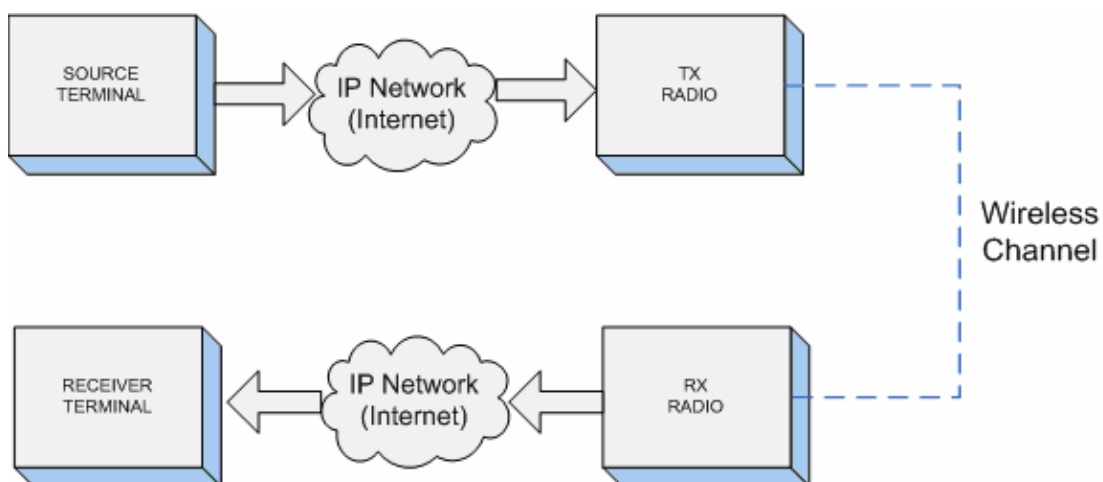 SOURCE
TERMINAL
IP Network
(Internet)
TX
RADIO
Wireless
Channel
RECEIVER
TERMINAL
IP Network
(Internet)
RX
RADIO